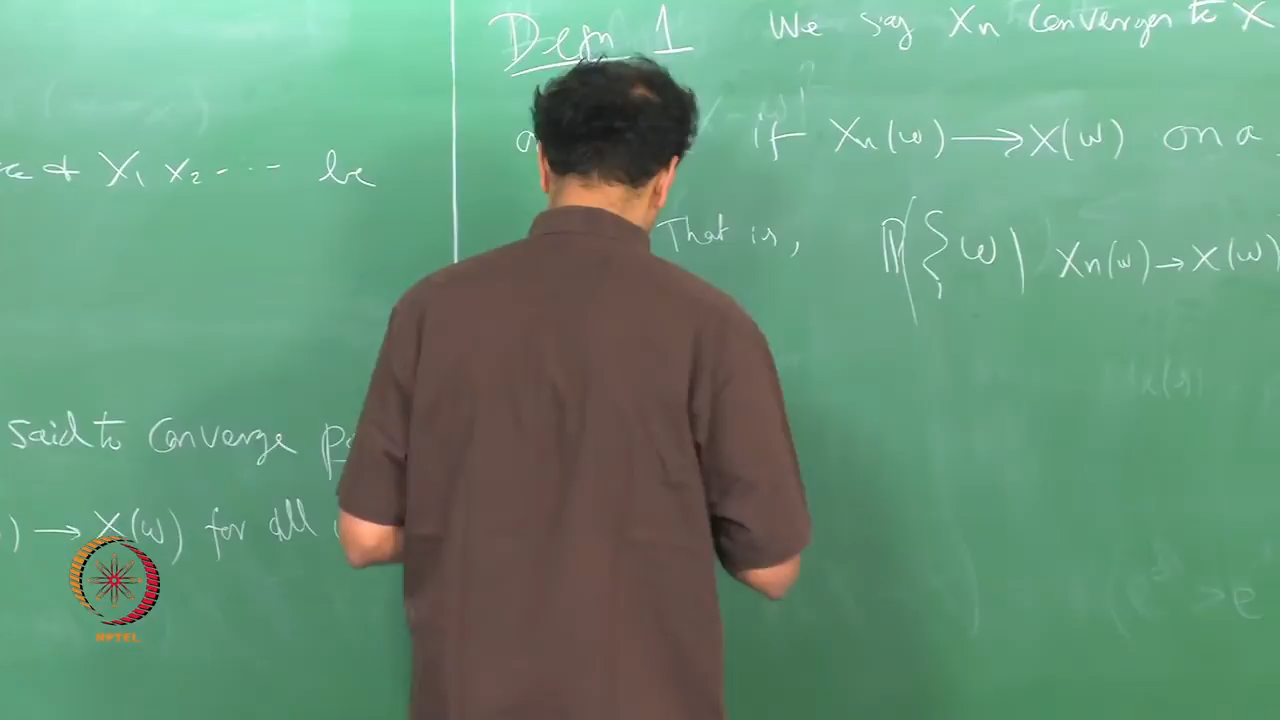 & X₁ X₂ ---- be
said to Converge
) → X(ω) for all
Defn 1 We say Xn Converges to X
if Xn(ω) → X(ω) on a
That is, ℙ({ω | Xn(ω) → X(ω)
NPTEL